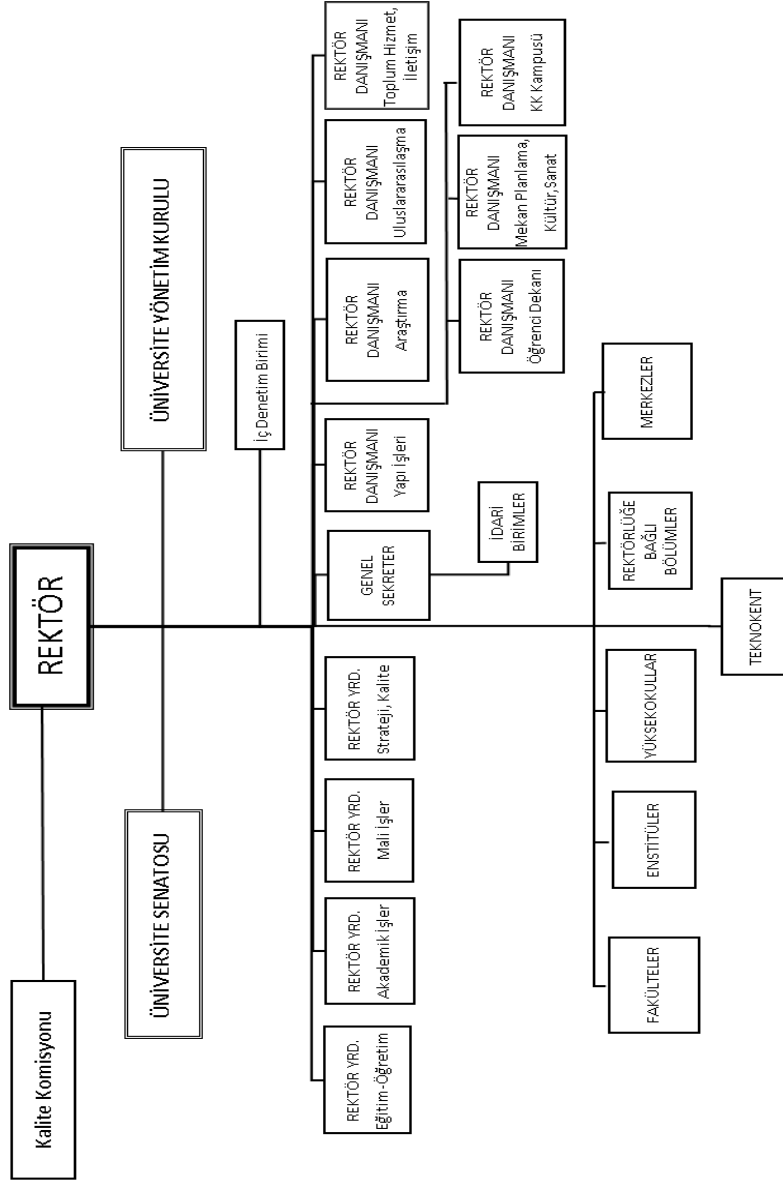 REKTÖR
Kalite Komisyonu
ÜNİVERSİTE SENATOSU
ÜNİVERSİTE YÖNETİM KURULU
İç Denetim Birimi
REKTÖR YRD.
Eğitim-Öğretim
REKTÖR YRD.
Akademik İşler
REKTÖR YRD.
Mali İşler
REKTÖR YRD.
Strateji, Kalite
GENEL
SEKRETER
REKTÖR
DANIŞMANI
Yapı İşleri
REKTÖR
DANIŞMANI
Araştırma
REKTÖR
DANIŞMANI
Uluslararasılaşma
REKTÖR
DANIŞMANI
Toplum Hizmet,
İletişim
İDARİ
BİRİMLER
REKTÖR
DANIŞMANI
Öğrenci Dekanı
REKTÖR
DANIŞMANI
Mekan Planlama,
Kültür,Sanat
REKTÖR
DANIŞMANI
KK Kampusü
FAKÜLTELER
ENSTİTÜLER
YÜKSEKOKULLAR
REKTÖRLÜĞE
BAĞLI
BÖLÜMLER
MERKEZLER
TEKNOKENT